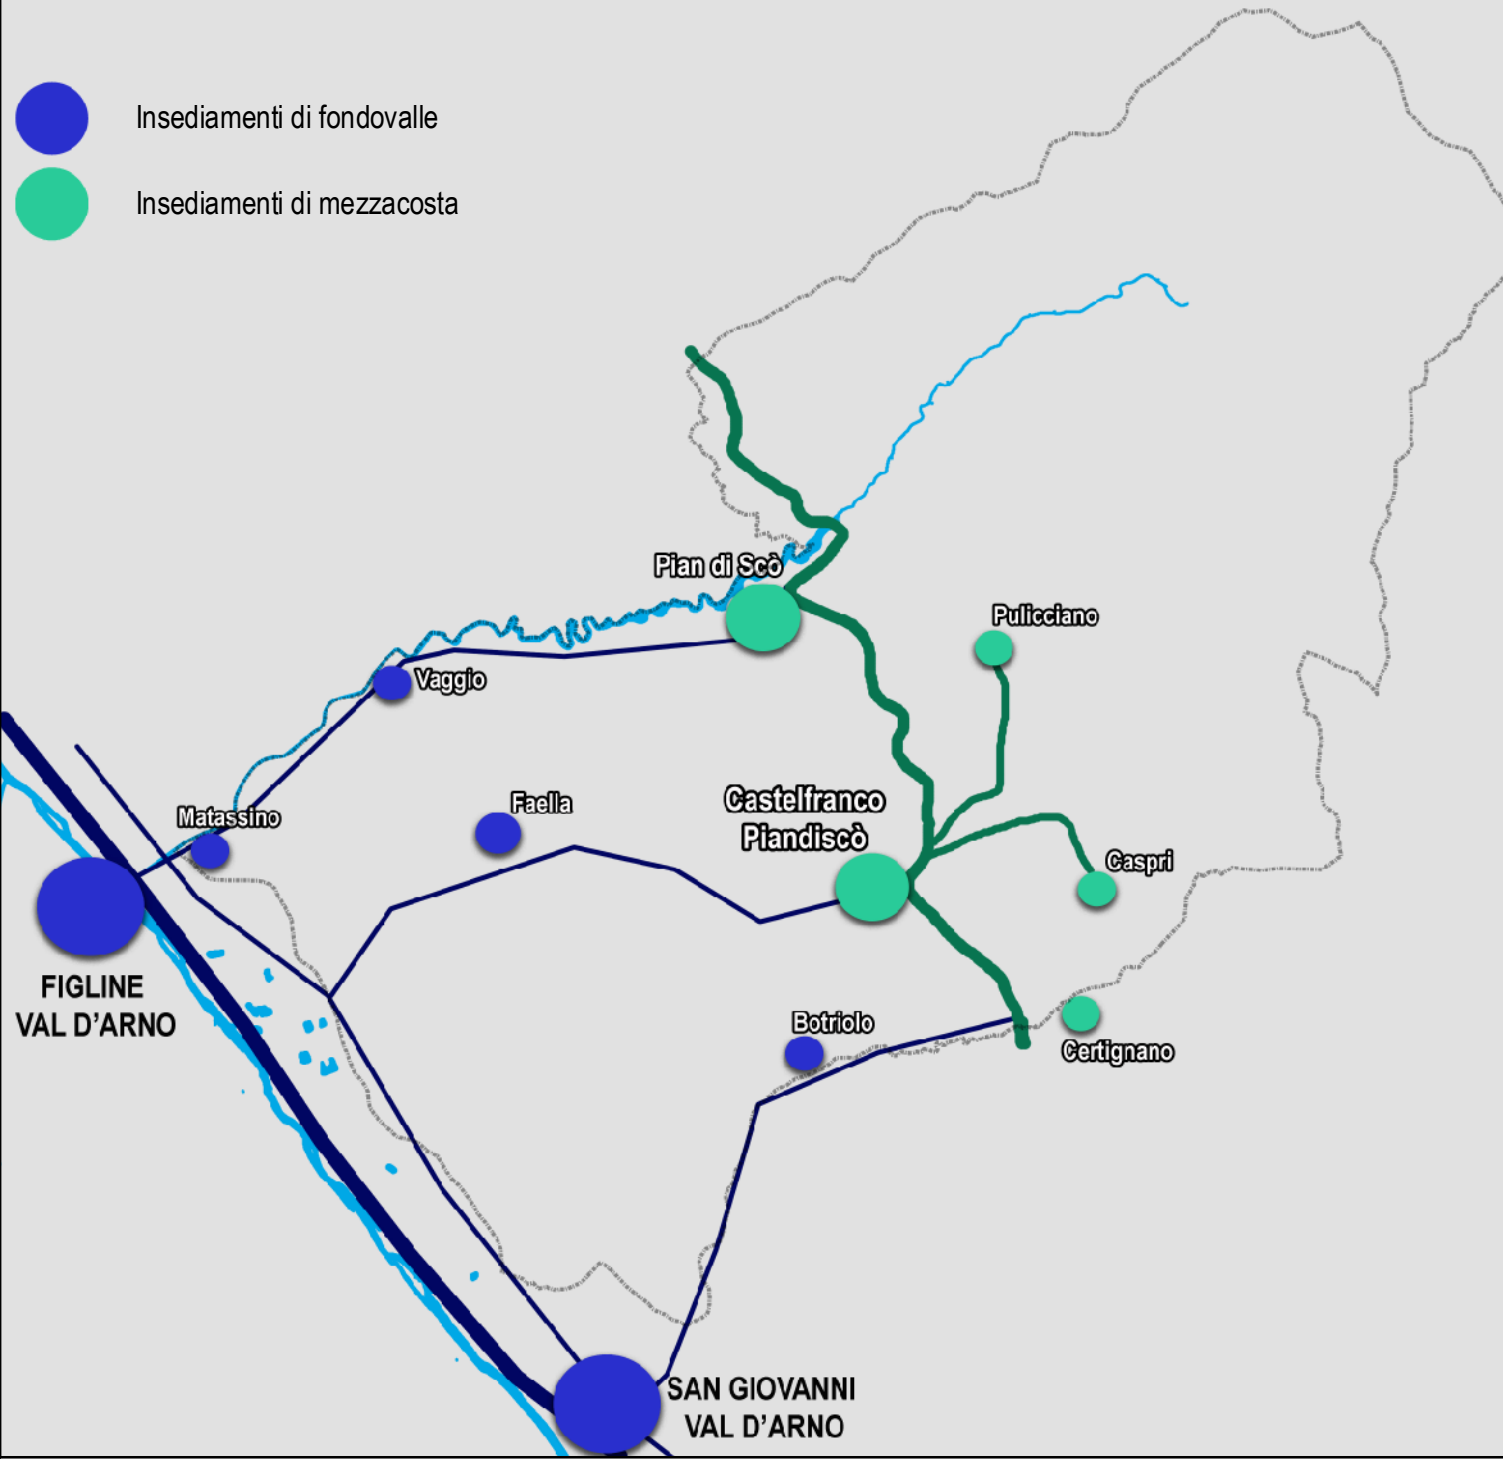 Insediamenti di fondovalle
Insediamenti di mezzacosta
Pian di Scò
Pulicciano
Vaggio
Castelfranco
Piandiscò
Faella
Matassino
Caspri
FIGLINE
VAL D'ARNO
Botriolo
Certignano
SAN GIOVANNI
VAL D'ARNO